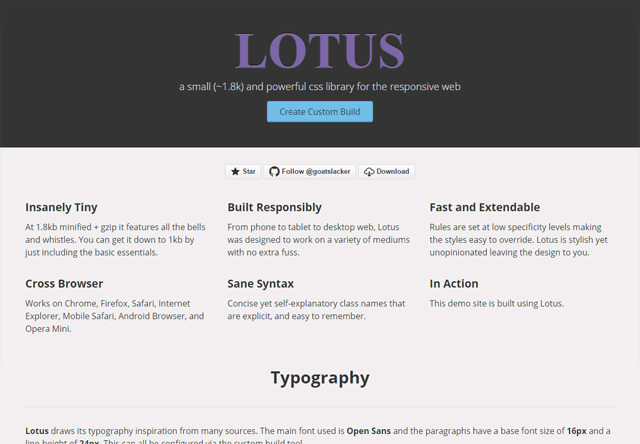 LOTUS
a small (~1.8k) and powerful css library for the responsive web
Create Custom Build
Star
Follow @goatslacker
Download
Insanely Tiny
At 1.8kb minified + gzip it features all the bells
and whistles. You can get it down to 1kb by
just including the basic essentials.
Built Responsibly
From phone to tablet to desktop web, Lotus
was designed to work on a variety of mediums
with no extra fuss.
Fast and Extendable
Rules are set at low specificity levels making
the styles easy to override. Lotus is stylish yet
unopinionated leaving the design to you.
Cross Browser
Works on Chrome, Firefox, Safari, Internet
Explorer, Mobile Safari, Android Browser, and
Opera Mini.
Sane Syntax
Concise yet self-explanatory class names that
are explicit, and easy to remember.
In Action
This demo site is built using Lotus.
Typography
Lotus draws its typography inspiration from many sources. The main font used is Open Sans and the paragraphs have a base font size of 16px and a
line height of 24px. This can all be configured via the custom build tool.